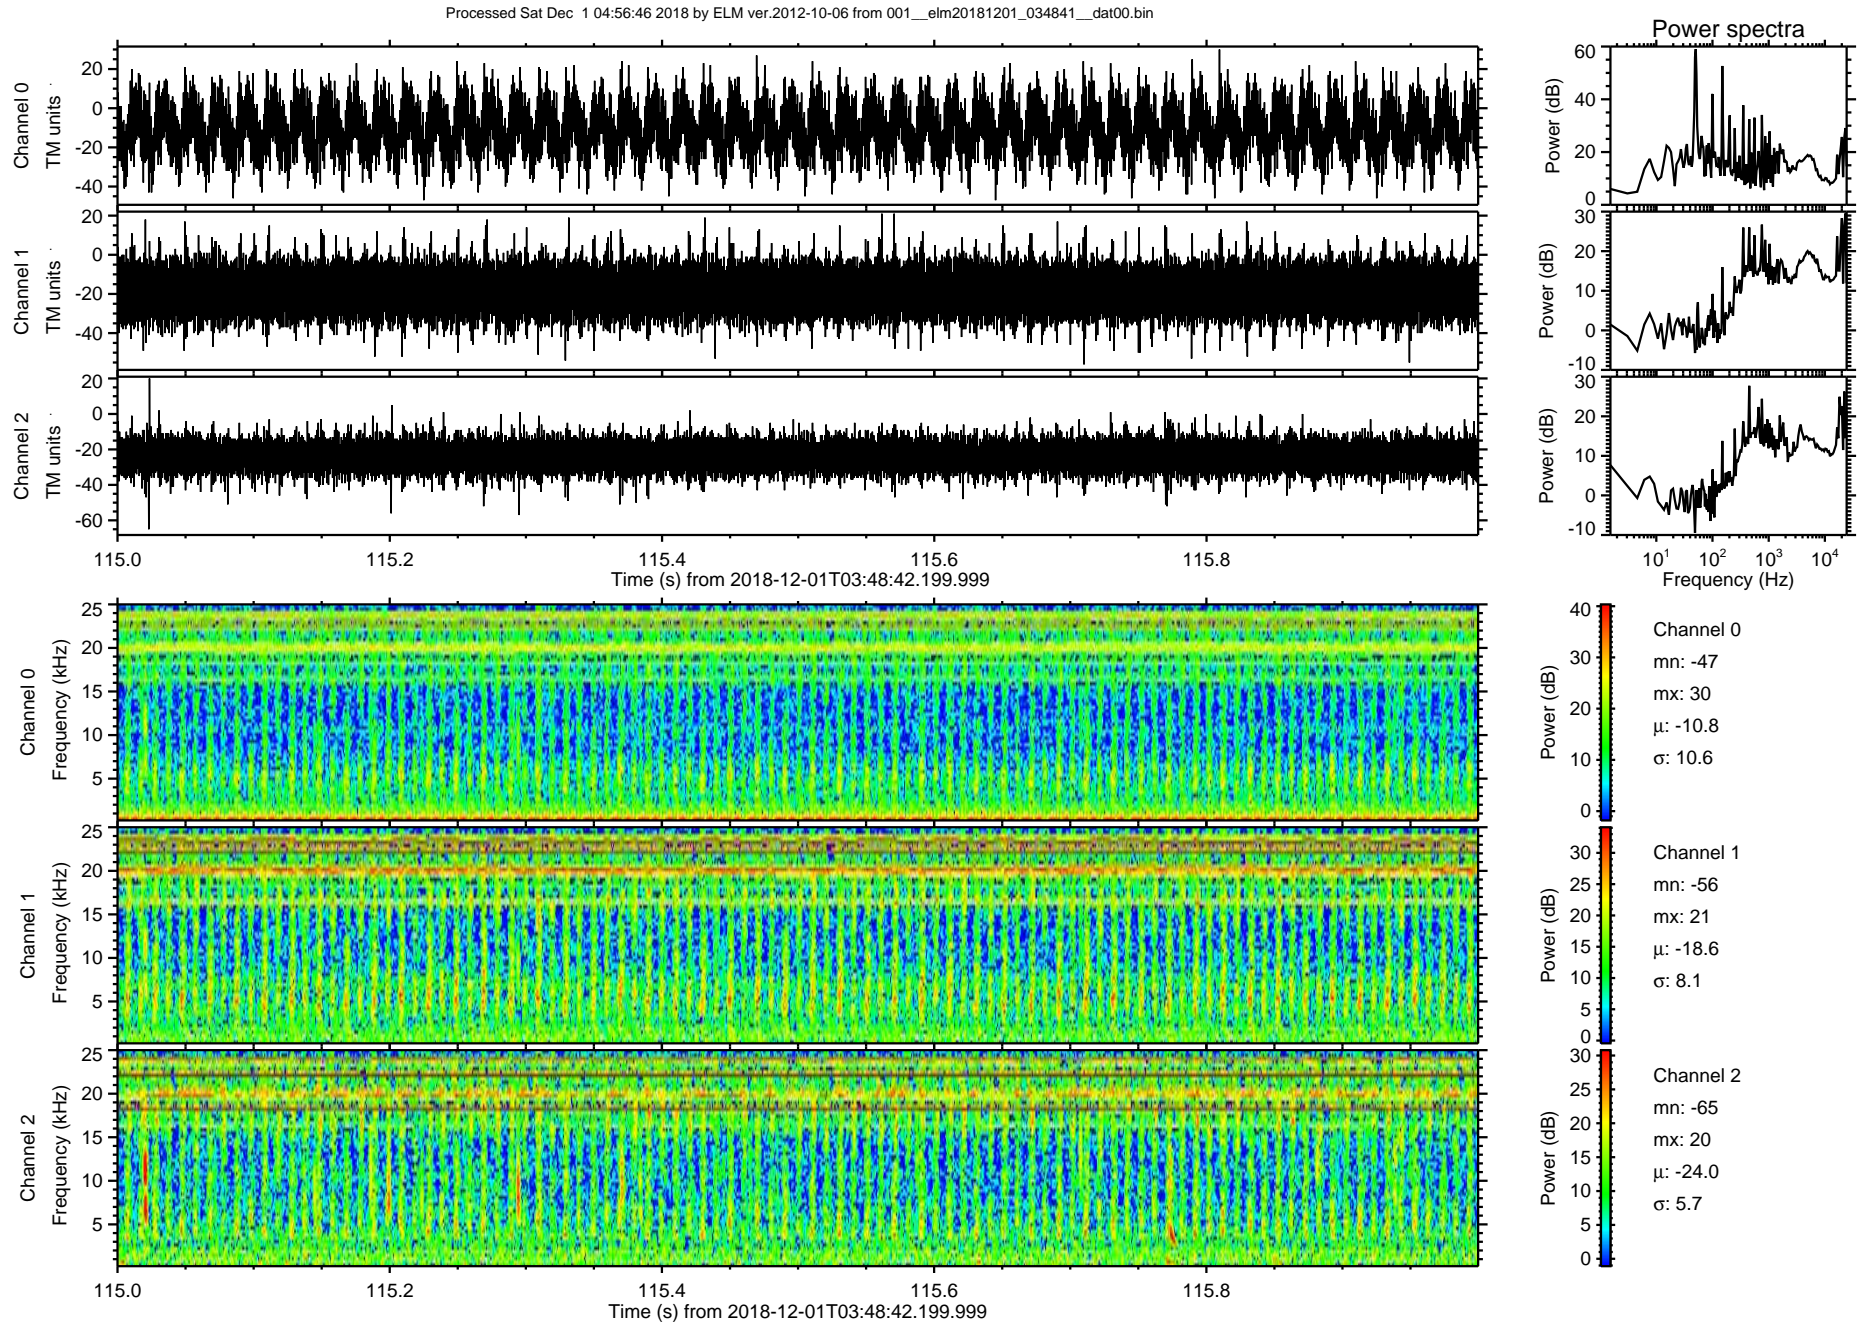 Processed Sat Dec  1 04:56:46 2018 by ELM ver.2012-10-06 from 001__elm20181201_034841__dat00.bin
Power spectra
Channel 0
TM units
20
0
-20
-40
Power (dB)
60
40
20
0
Channel 1
TM units
20
0
-20
-40
Power (dB)
30
20
10
0
-10
Channel 2
TM units
20
0
-20
-40
-60
Power (dB)
30
20
10
0
-10
115.0 115.2 115.4 115.6 115.8
Time (s) from 2018-12-01T03:48:42.199.999
10^1 10^2 10^3 10^4
Frequency (Hz)
Channel 0
Frequency (kHz)
25
20
15
10
5
Power (dB)
40
30
20
10
0
Channel 0
mn: -47
mx: 30
μ: -10.8
σ: 10.6
Channel 1
Frequency (kHz)
25
20
15
10
5
Power (dB)
30
25
20
15
10
5
0
Channel 1
mn: -56
mx: 21
μ: -18.6
σ: 8.1
Channel 2
Frequency (kHz)
25
20
15
10
5
Power (dB)
30
25
20
15
10
5
0
Channel 2
mn: -65
mx: 20
μ: -24.0
σ: 5.7
115.0 115.2 115.4 115.6 115.8
Time (s) from 2018-12-01T03:48:42.199.999